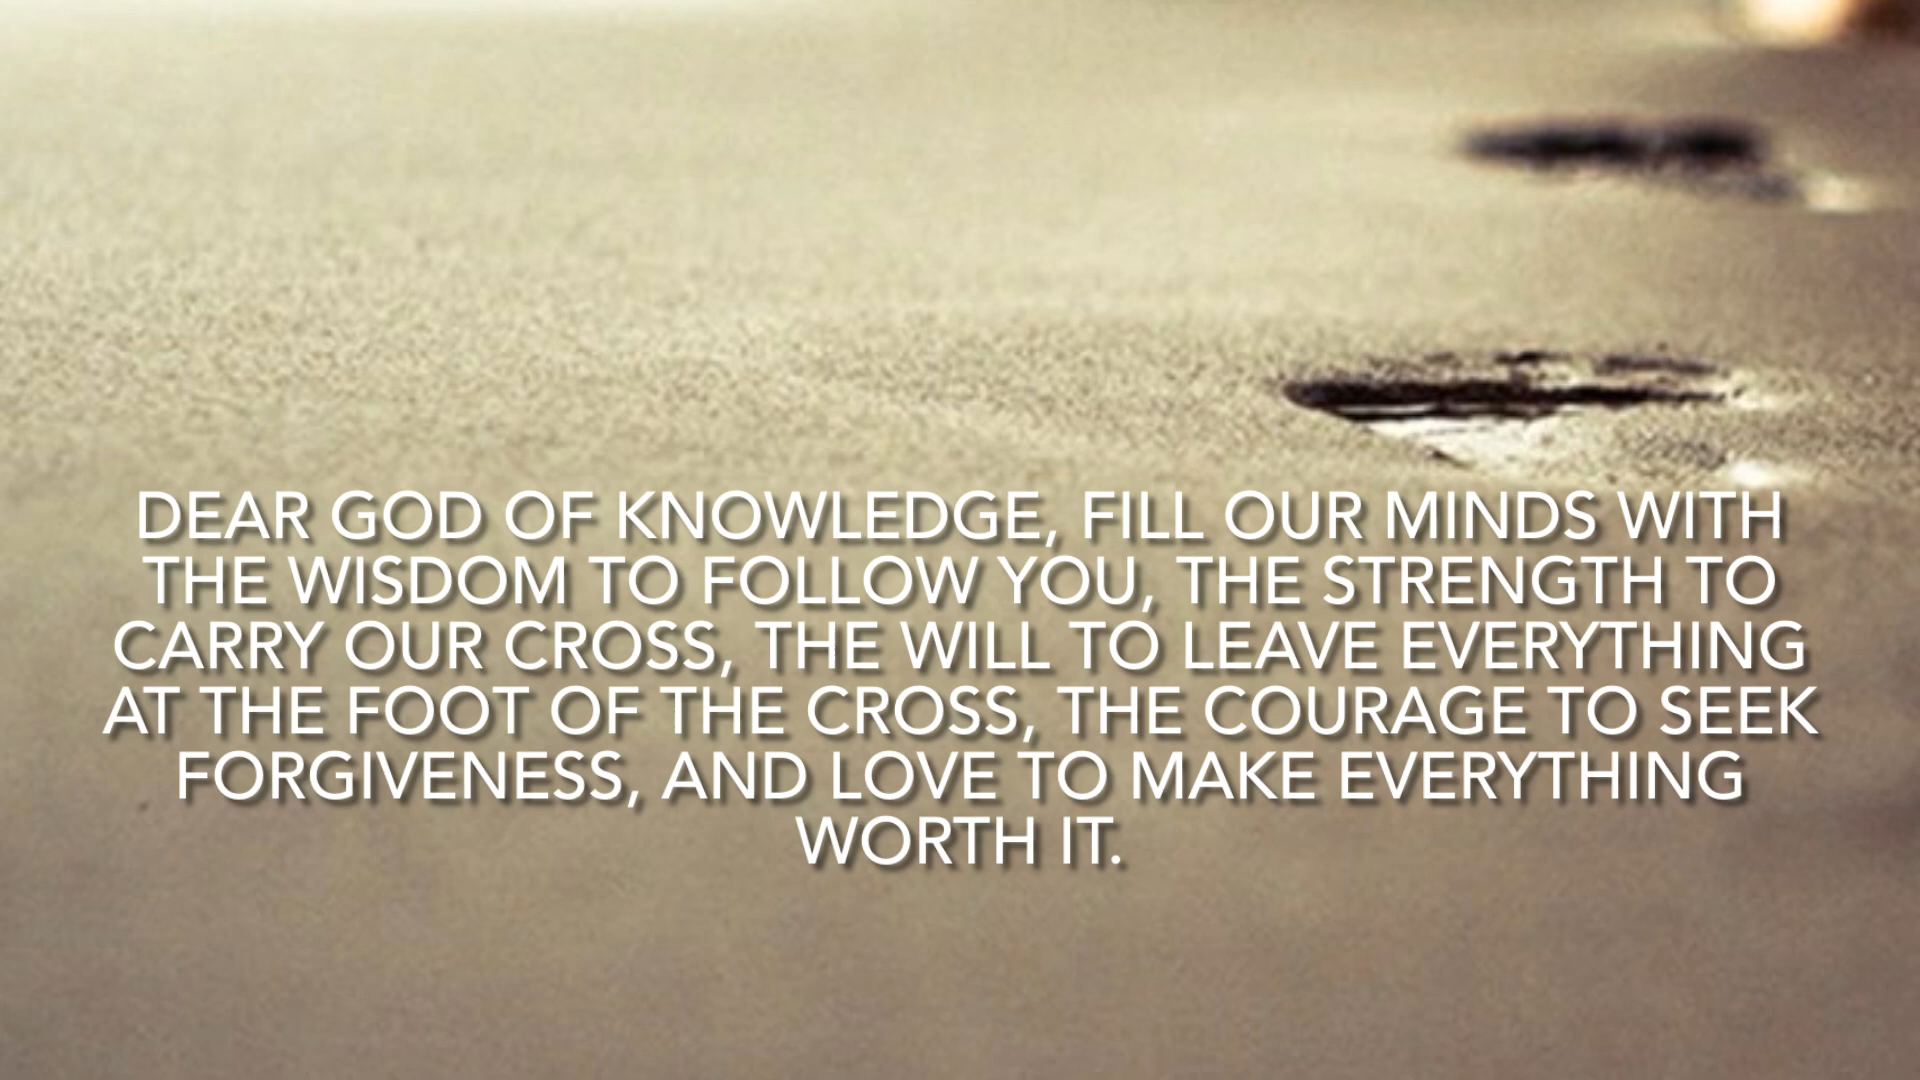 DEAR GOD OF KNOWLEDGE, FILL OUR MINDS WITH
THE WISDOM TO FOLLOW YOU, THE STRENGTH TO
CARRY OUR CROSS, THE WILL TO LEAVE EVERYTHING
AT THE FOOT OF THE CROSS, THE COURAGE TO SEEK
FORGIVENESS, AND LOVE TO MAKE EVERYTHING
WORTH IT.